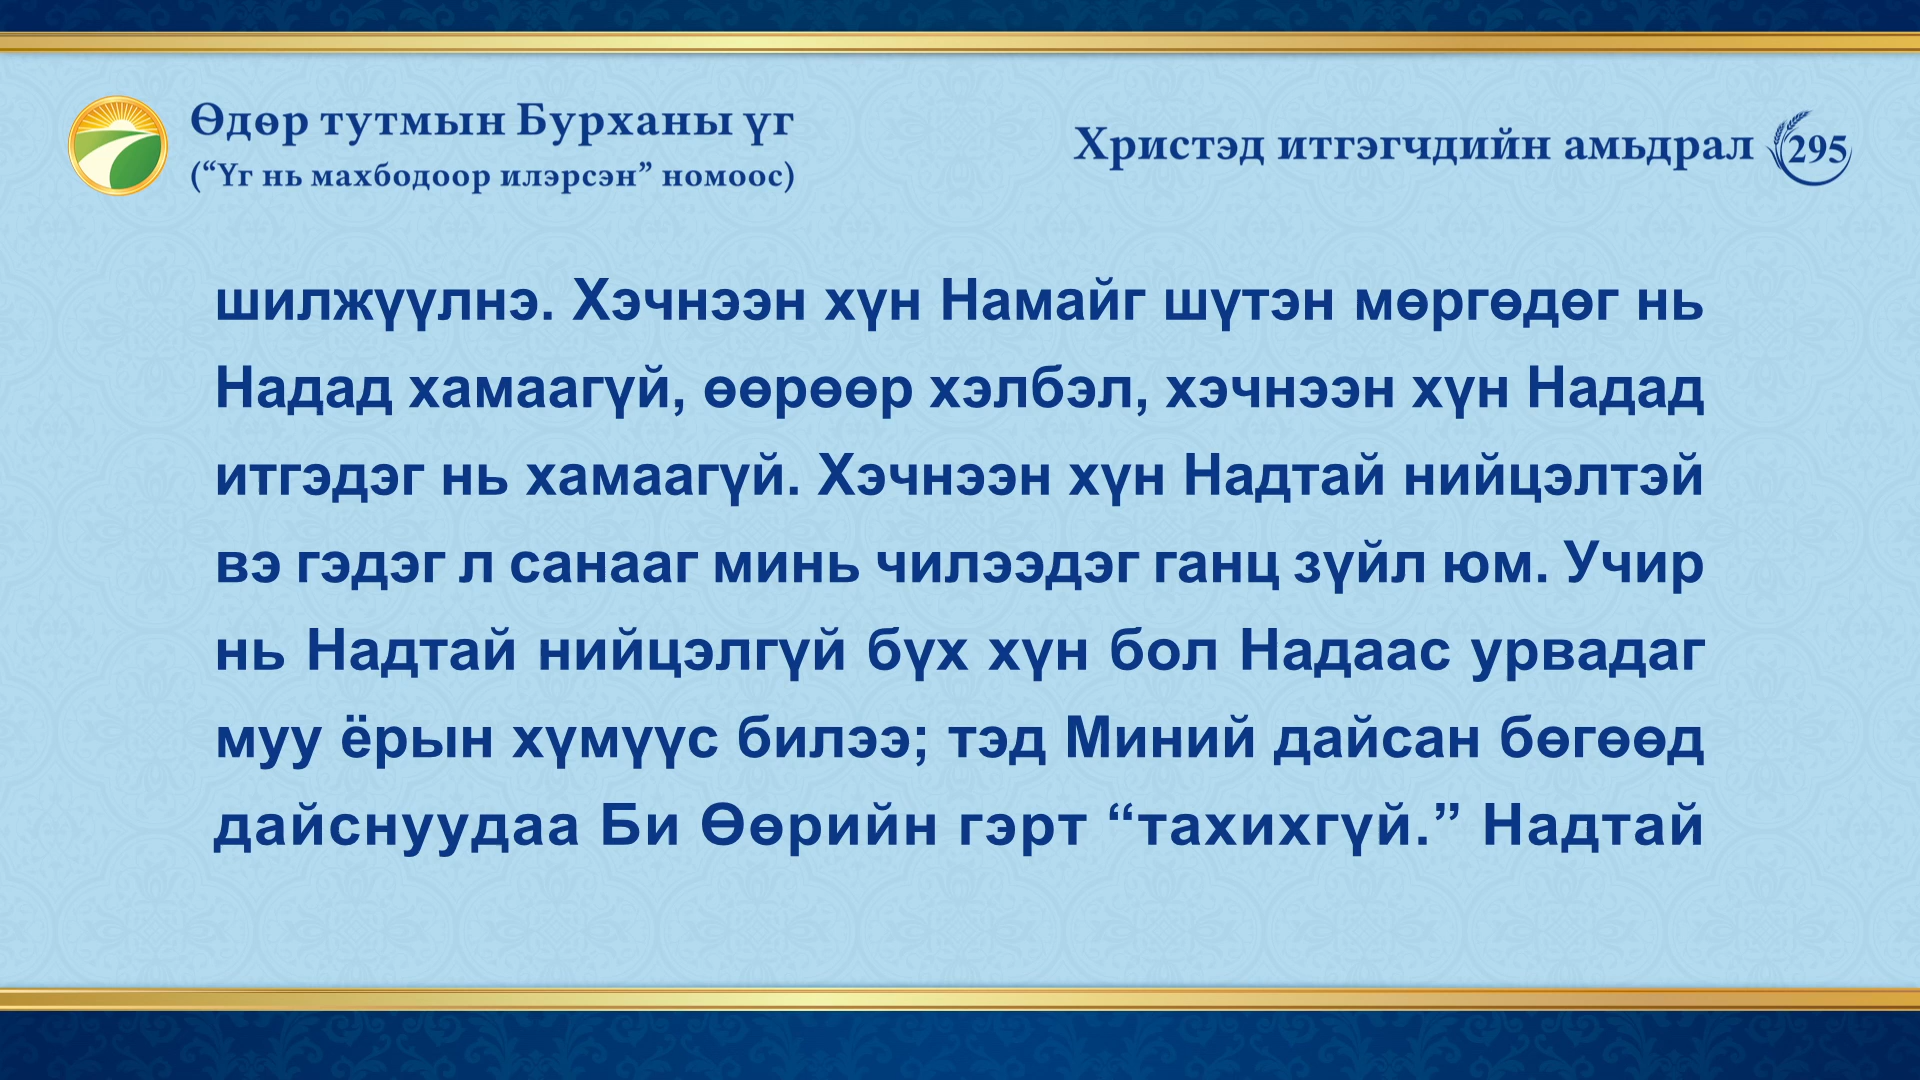 Өдөр тутмын Бурханы үг
(“Үг нь махбодоор илэрсэн” номоос)
Христэд итгэгчдийн амьдрал 295
шилжүүлнэ. Хэчнээн хүн Намайг шүтэн мөргөдөг нь
Надад хамаагүй, өөрөөр хэлбэл, хэчнээн хүн Надад
итгэдэг нь хамаагүй. Хэчнээн хүн Надтай нийцэлтэй
вэ гэдэг л санааг минь чилээдэг ганц зүйл юм. Учир
нь Надтай нийцэлгүй бүх хүн бол Надаас урвадаг
муу ёрын хүмүүс билээ; тэд Миний дайсан бөгөөд
дайснуудаа Би Өөрийн гэрт “тахихгүй.” Надтай